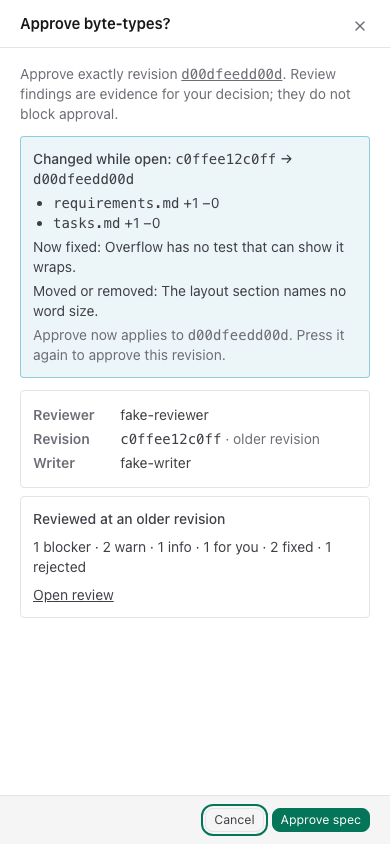 Approve byte-types?
Approve exactly revision d00dfeedd00d. Review
findings are evidence for your decision; they do not
block approval.
Changed while open: c0ffee12c0ff →
d00dfeedd00d
• requirements.md +1 −0
• tasks.md +1 −0
Now fixed: Overflow has no test that can show it
wraps.
Moved or removed: The layout section names no
word size.
Approve now applies to d00dfeedd00d. Press it
again to approve this revision.
Reviewer fake-reviewer
Revision c0ffee12c0ff · older revision
Writer fake-writer
Reviewed at an older revision
1 blocker · 2 warn · 1 info · 1 for you · 2 fixed · 1
rejected
Open review
Cancel Approve spec